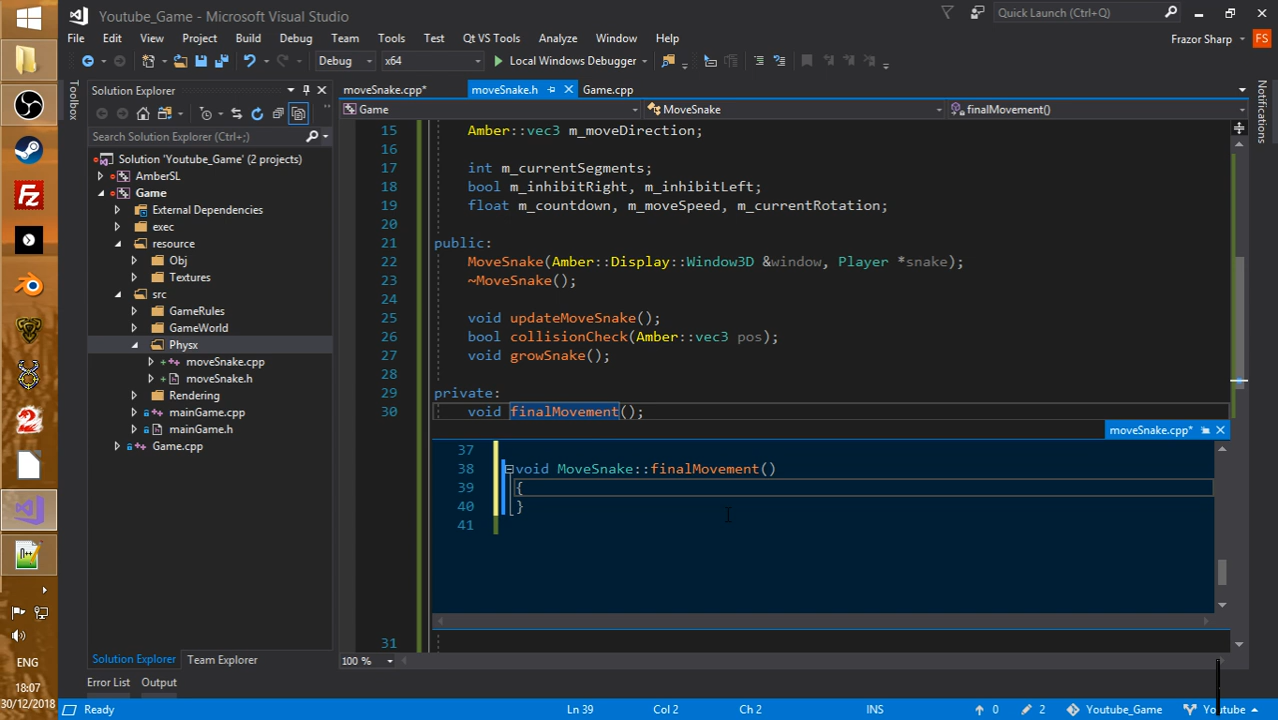 Youtube_Game - Microsoft Visual Studio
Quick Launch (Ctrl+Q)
File Edit View Project Build Debug Team Tools Test Qt VS Tools Analyze Window Help
Frazor Sharp FS
Debug x64 Local Windows Debugger
Toolbox
Solution Explorer
Search Solution Explorer (Ctrl+;)
Solution 'Youtube_Game' (2 projects)
AmberSL
Game
External Dependencies
exec
resource
Obj
Textures
src
GameRules
GameWorld
Physx
moveSnake.cpp
moveSnake.h
Rendering
mainGame.cpp
mainGame.h
Game.cpp
Solution Explorer Team Explorer
moveSnake.cpp* moveSnake.h Game.cpp
Game MoveSnake finalMovement()
15 Amber::vec3 m_moveDirection;
16
17 int m_currentSegments;
18 bool m_inhibitRight, m_inhibitLeft;
19 float m_countdown, m_moveSpeed, m_currentRotation;
20
21 public:
22 MoveSnake(Amber::Display::Window3D &window, Player *snake);
23 ~MoveSnake();
24
25 void updateMoveSnake();
26 bool collisionCheck(Amber::vec3 pos);
27 void growSnake();
28
29 private:
30 void finalMovement();
moveSnake.cpp*
37
38 void MoveSnake::finalMovement()
39 {
40 }
41
31
100 %
Notifications
Error List Output
Ready Ln 39 Col 2 Ch 2 INS 0 2 Youtube_Game Youtube
ENG
18:07
30/12/2018